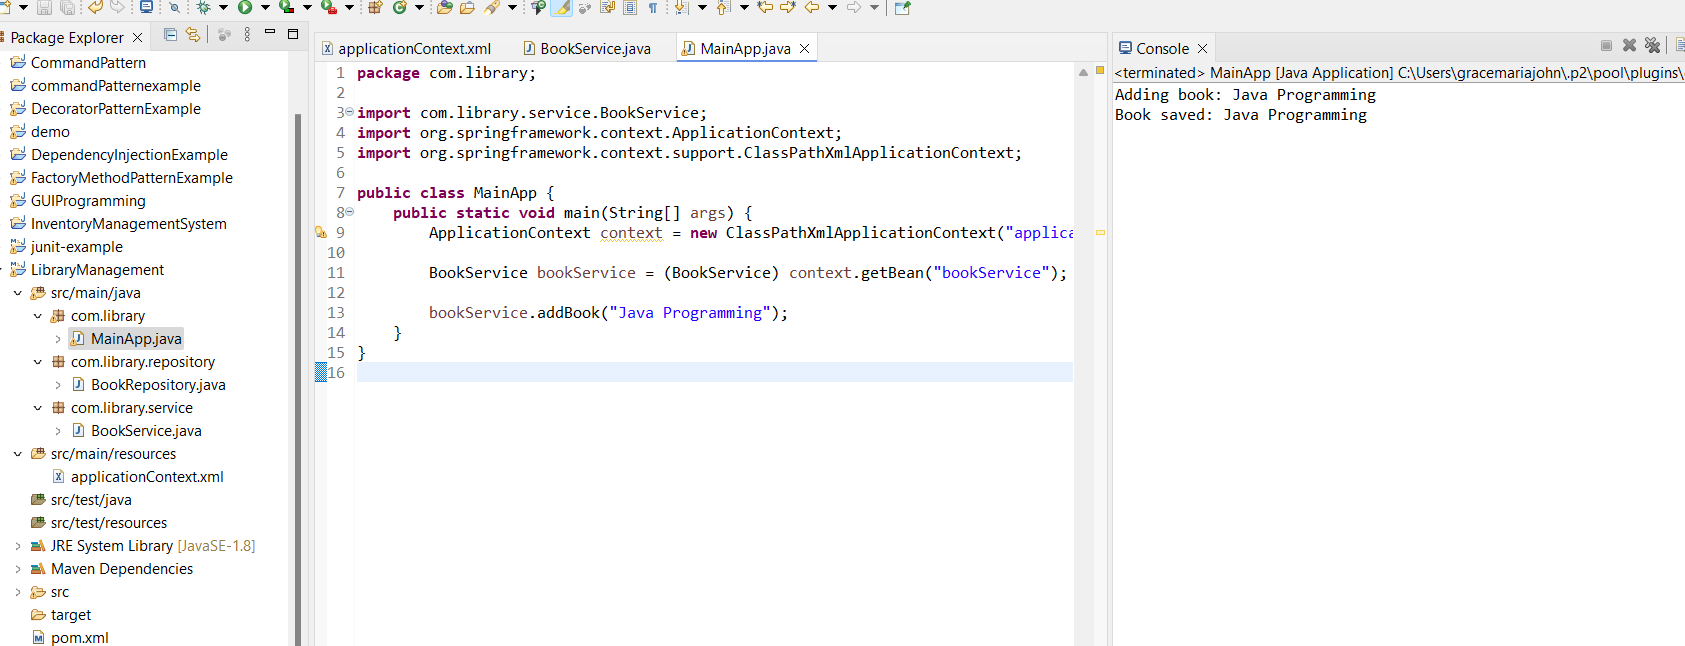 Package Explorer
CommandPattern
commandPatternexample
DecoratorPatternExample
demo
DependencyInjectionExample
FactoryMethodPatternExample
GUIProgramming
InventoryManagementSystem
junit-example
LibraryManagement
src/main/java
com.library
MainApp.java
com.library.repository
BookRepository.java
com.library.service
BookService.java
src/main/resources
applicationContext.xml
src/test/java
src/test/resources
JRE System Library [JavaSE-1.8]
Maven Dependencies
src
target
pom.xml
applicationContext.xml BookService.java MainApp.java
1 package com.library;
2
3 import com.library.service.BookService;
4 import org.springframework.context.ApplicationContext;
5 import org.springframework.context.support.ClassPathXmlApplicationContext;
6
7 public class MainApp {
8 public static void main(String[] args) {
9 ApplicationContext context = new ClassPathXmlApplicationContext("applica
10
11 BookService bookService = (BookService) context.getBean("bookService");
12
13 bookService.addBook("Java Programming");
14 }
15 }
16
Console
<terminated> MainApp [Java Application] C:\Users\gracemariajohn\.p2\pool\plugins\
Adding book: Java Programming
Book saved: Java Programming